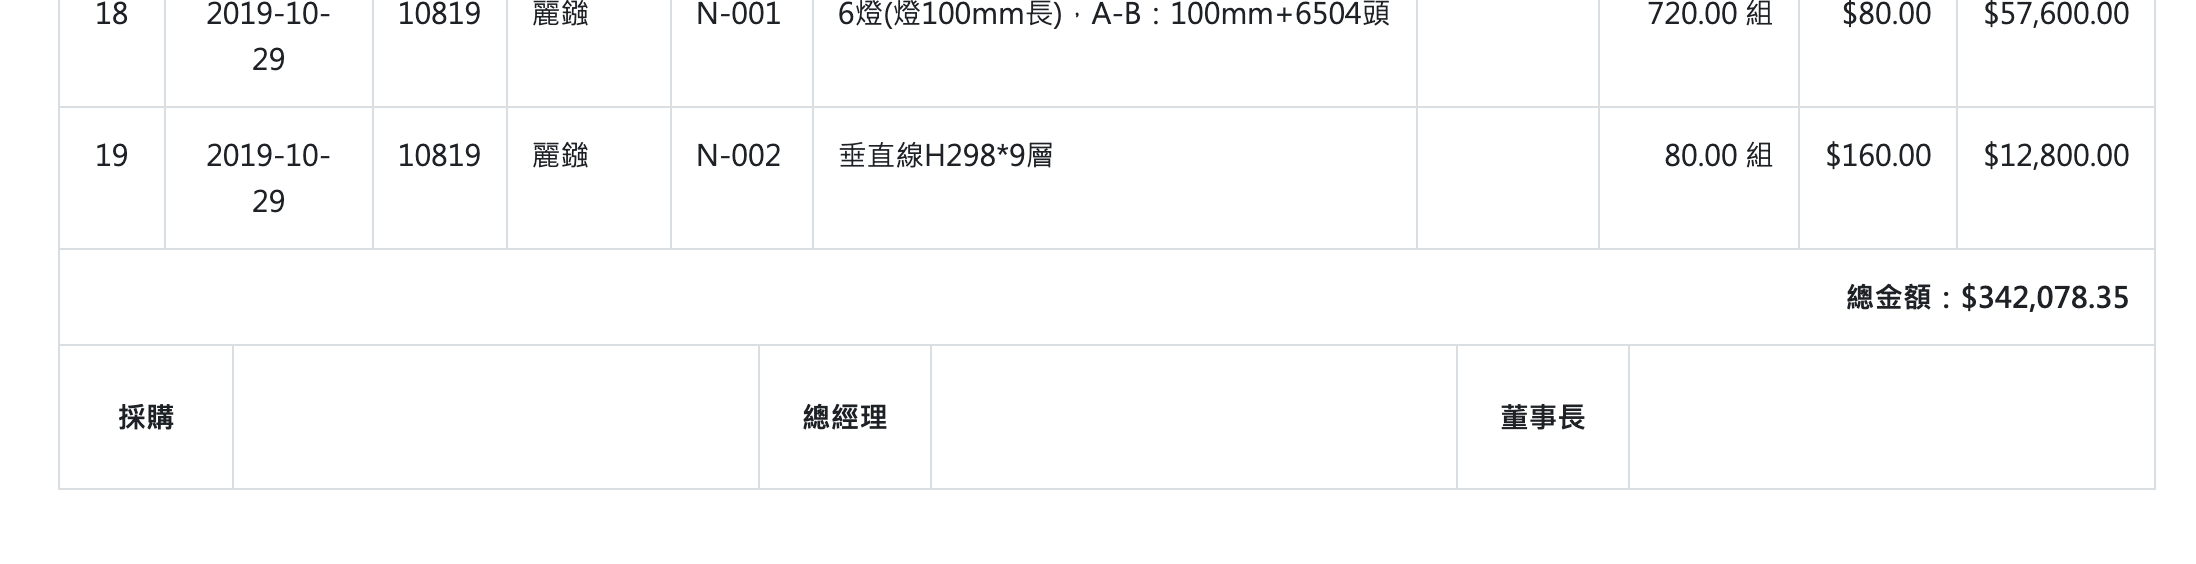 18 2019-10- 10819 麗鎠 N-001 6燈(燈100mm長)，A-B：100mm+6504頭 720.00 組 $80.00 $57,600.00
29
19 2019-10- 10819 麗鎠 N-002 垂直線H298*9層 80.00 組 $160.00 $12,800.00
29
總金額：$342,078.35
採購 總經理 董事長